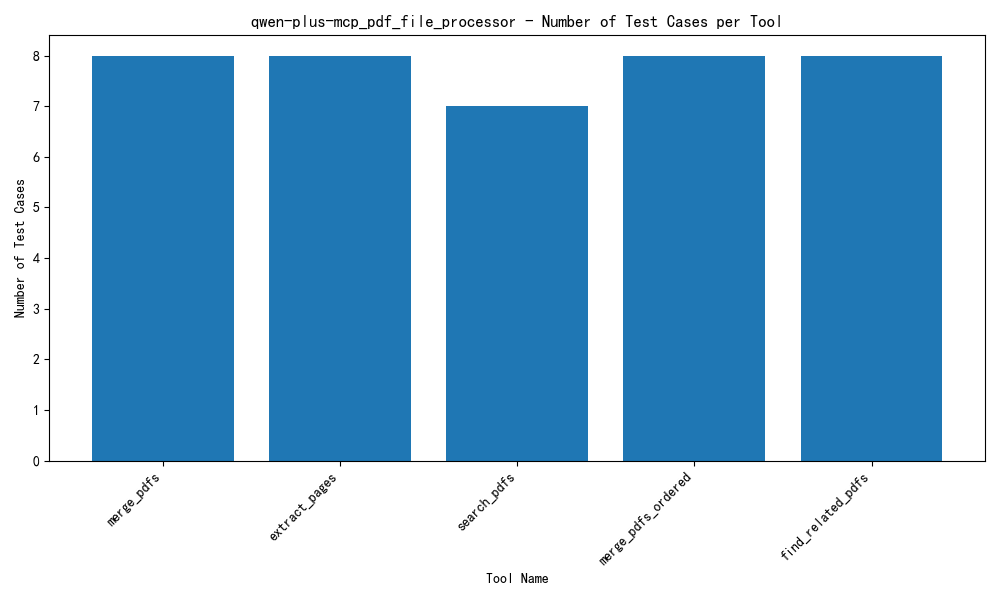 qwen-plus-mcp_pdf_file_processor - Number of Test Cases per Tool
Number of Test Cases
8
7
6
5
4
3
2
1
0
merge_pdfs
extract_pages
search_pdfs
merge_pdfs_ordered
find_related_pdfs
Tool Name